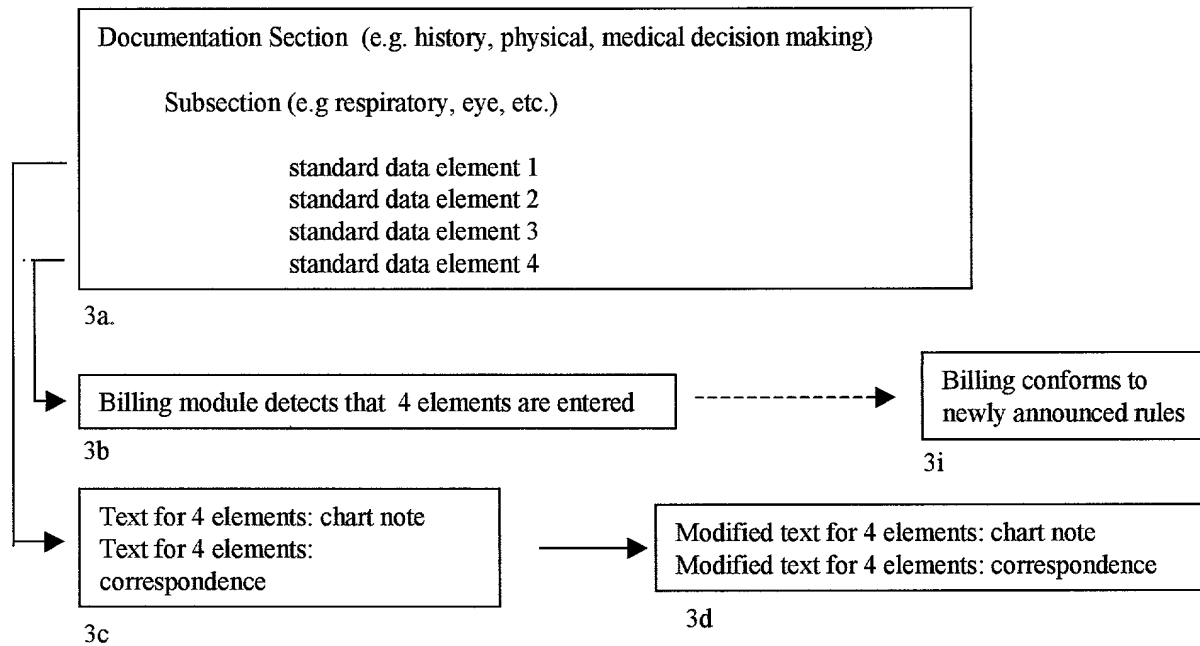 Documentation Section (e.g. history, physical, medical decision making)
Subsection (e.g respiratory, eye, etc.)
standard data element 1
standard data element 2
standard data element 3
standard data element 4
3a.
Billing module detects that 4 elements are entered
3b
Billing conforms to
newly announced rules
3i
Text for 4 elements: chart note
Text for 4 elements:
correspondence
3c
Modified text for 4 elements: chart note
Modified text for 4 elements: correspondence
3d